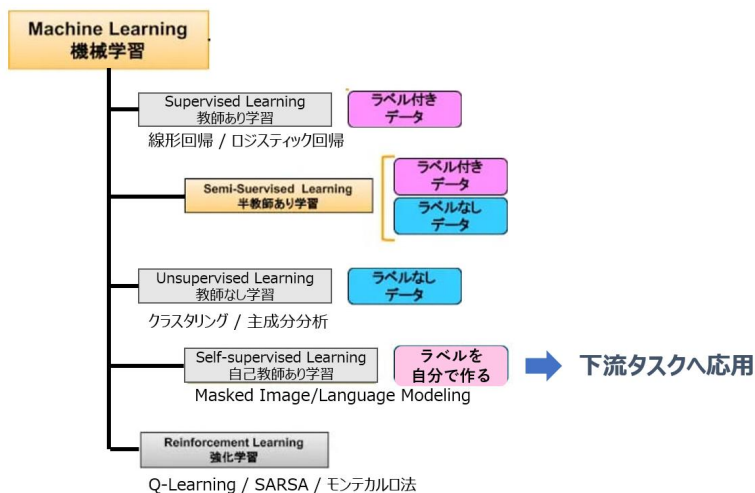 Machine Learning
機械学習
Supervised Learning
教師あり学習
ラベル付き
データ
線形回帰 / ロジスティック回帰
Semi-Suervised Learning
半教師あり学習
ラベル付き
データ
ラベルなし
データ
Unsupervised Learning
教師なし学習
ラベルなし
データ
クラスタリング / 主成分分析
Self-supervised Learning
自己教師あり学習
ラベルを
自分で作る
下流タスクへ応用
Masked Image/Language Modeling
Reinforcement Learning
強化学習
Q-Learning / SARSA / モンテカルロ法